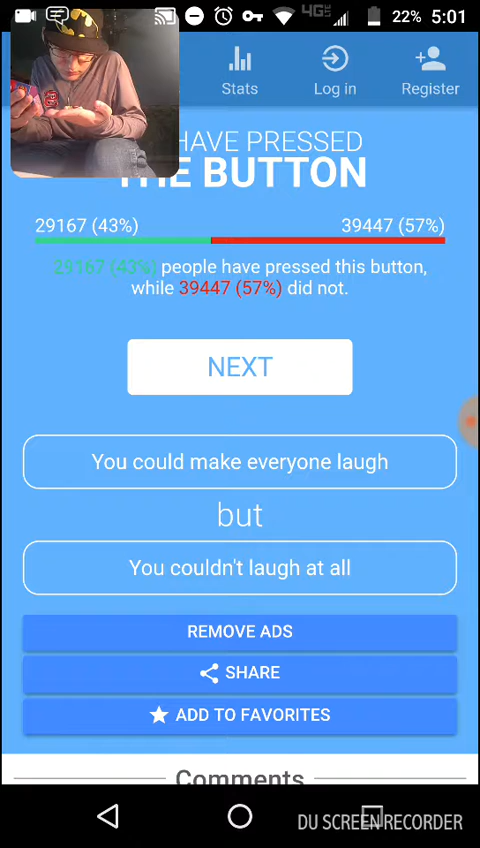 4G
22% 5:01
Stats
Log in
Register
HAVE PRESSED
THE BUTTON
29167 (43%)
39447 (57%)
29167 (43%) people have pressed this button,
while 39447 (57%) did not.
NEXT
You could make everyone laugh
but
You couldn't laugh at all
REMOVE ADS
SHARE
ADD TO FAVORITES
Comments
DU SCREEN RECORDER